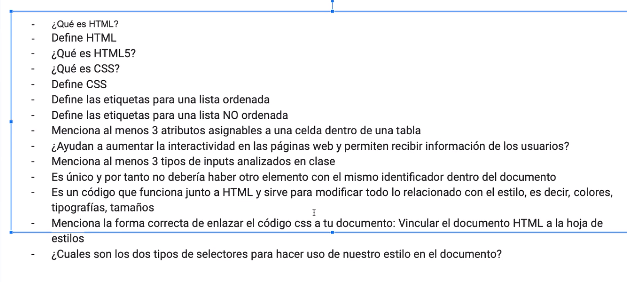 - ¿Qué es HTML?
- Define HTML
- ¿Qué es HTML5?
- ¿Qué es CSS?
- Define CSS
- Define las etiquetas para una lista ordenada
- Define las etiquetas para una lista NO ordenada
- Menciona al menos 3 atributos asignables a una celda dentro de una tabla
- ¿Ayudan a aumentar la interactividad en las páginas web y permiten recibir información de los usuarios?
- Menciona al menos 3 tipos de inputs analizados en clase
- Es único y por tanto no debería haber otro elemento con el mismo identificador dentro del documento
- Es un código que funciona junto a HTML y sirve para modificar todo lo relacionado con el estilo, es decir, colores,
tipografías, tamaños
- Menciona la forma correcta de enlazar el código css a tu documento: Vincular el documento HTML a la hoja de
estilos
- ¿Cuales son los dos tipos de selectores para hacer uso de nuestro estilo en el documento?